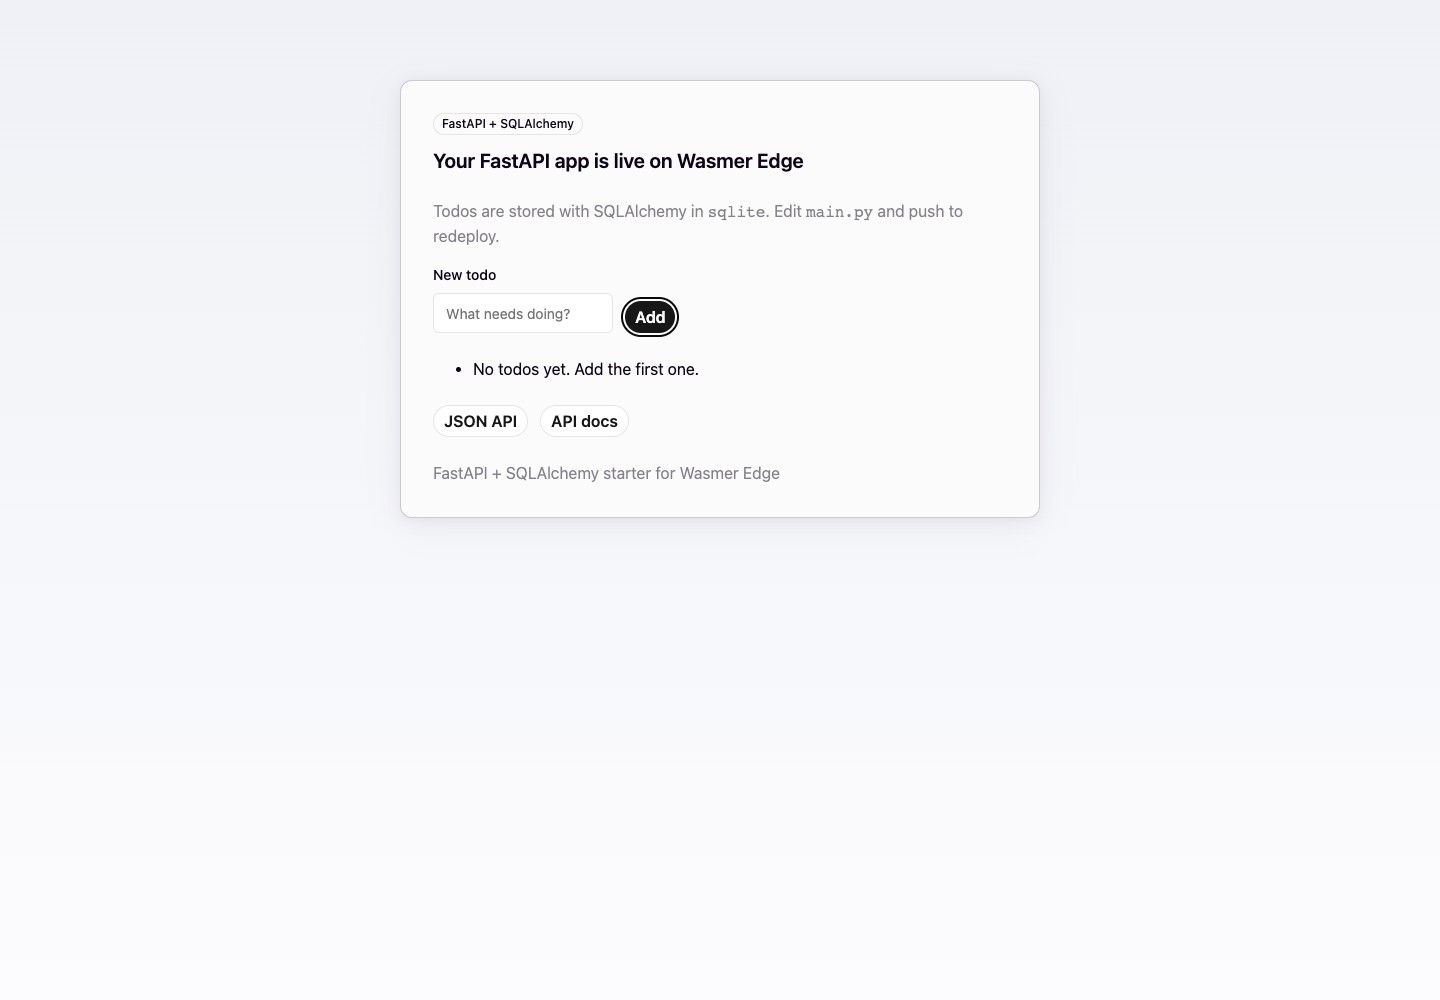 FastAPI + SQLAlchemy
Your FastAPI app is live on Wasmer Edge
Todos are stored with SQLAlchemy in sqlite. Edit main.py and push to
redeploy.
New todo
What needs doing? Add
No todos yet. Add the first one.
JSON API API docs
FastAPI + SQLAlchemy starter for Wasmer Edge